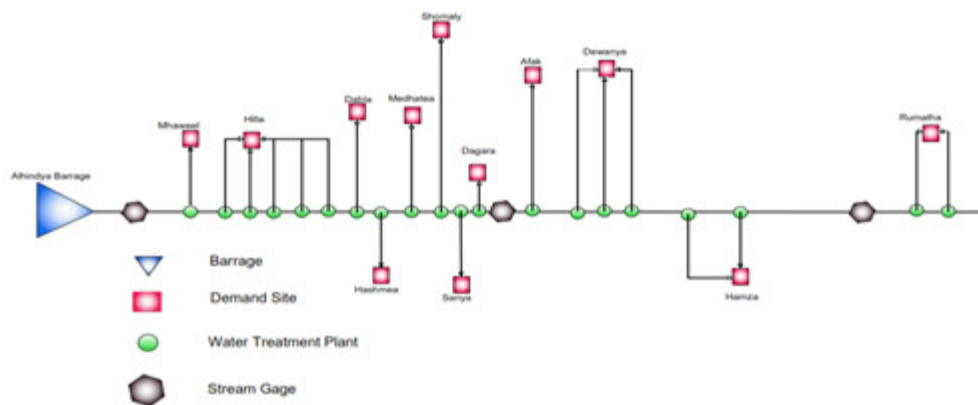 Shomaly
Afak
Dewanya
Dabla
Medhatea
Mhaweel
Hilla
Rumatha
Dagara
Alhindya Barrage
Hashmea
Sanya
Hamza
Barrage
Demand Site
Water Treatment Plant
Stream Gage